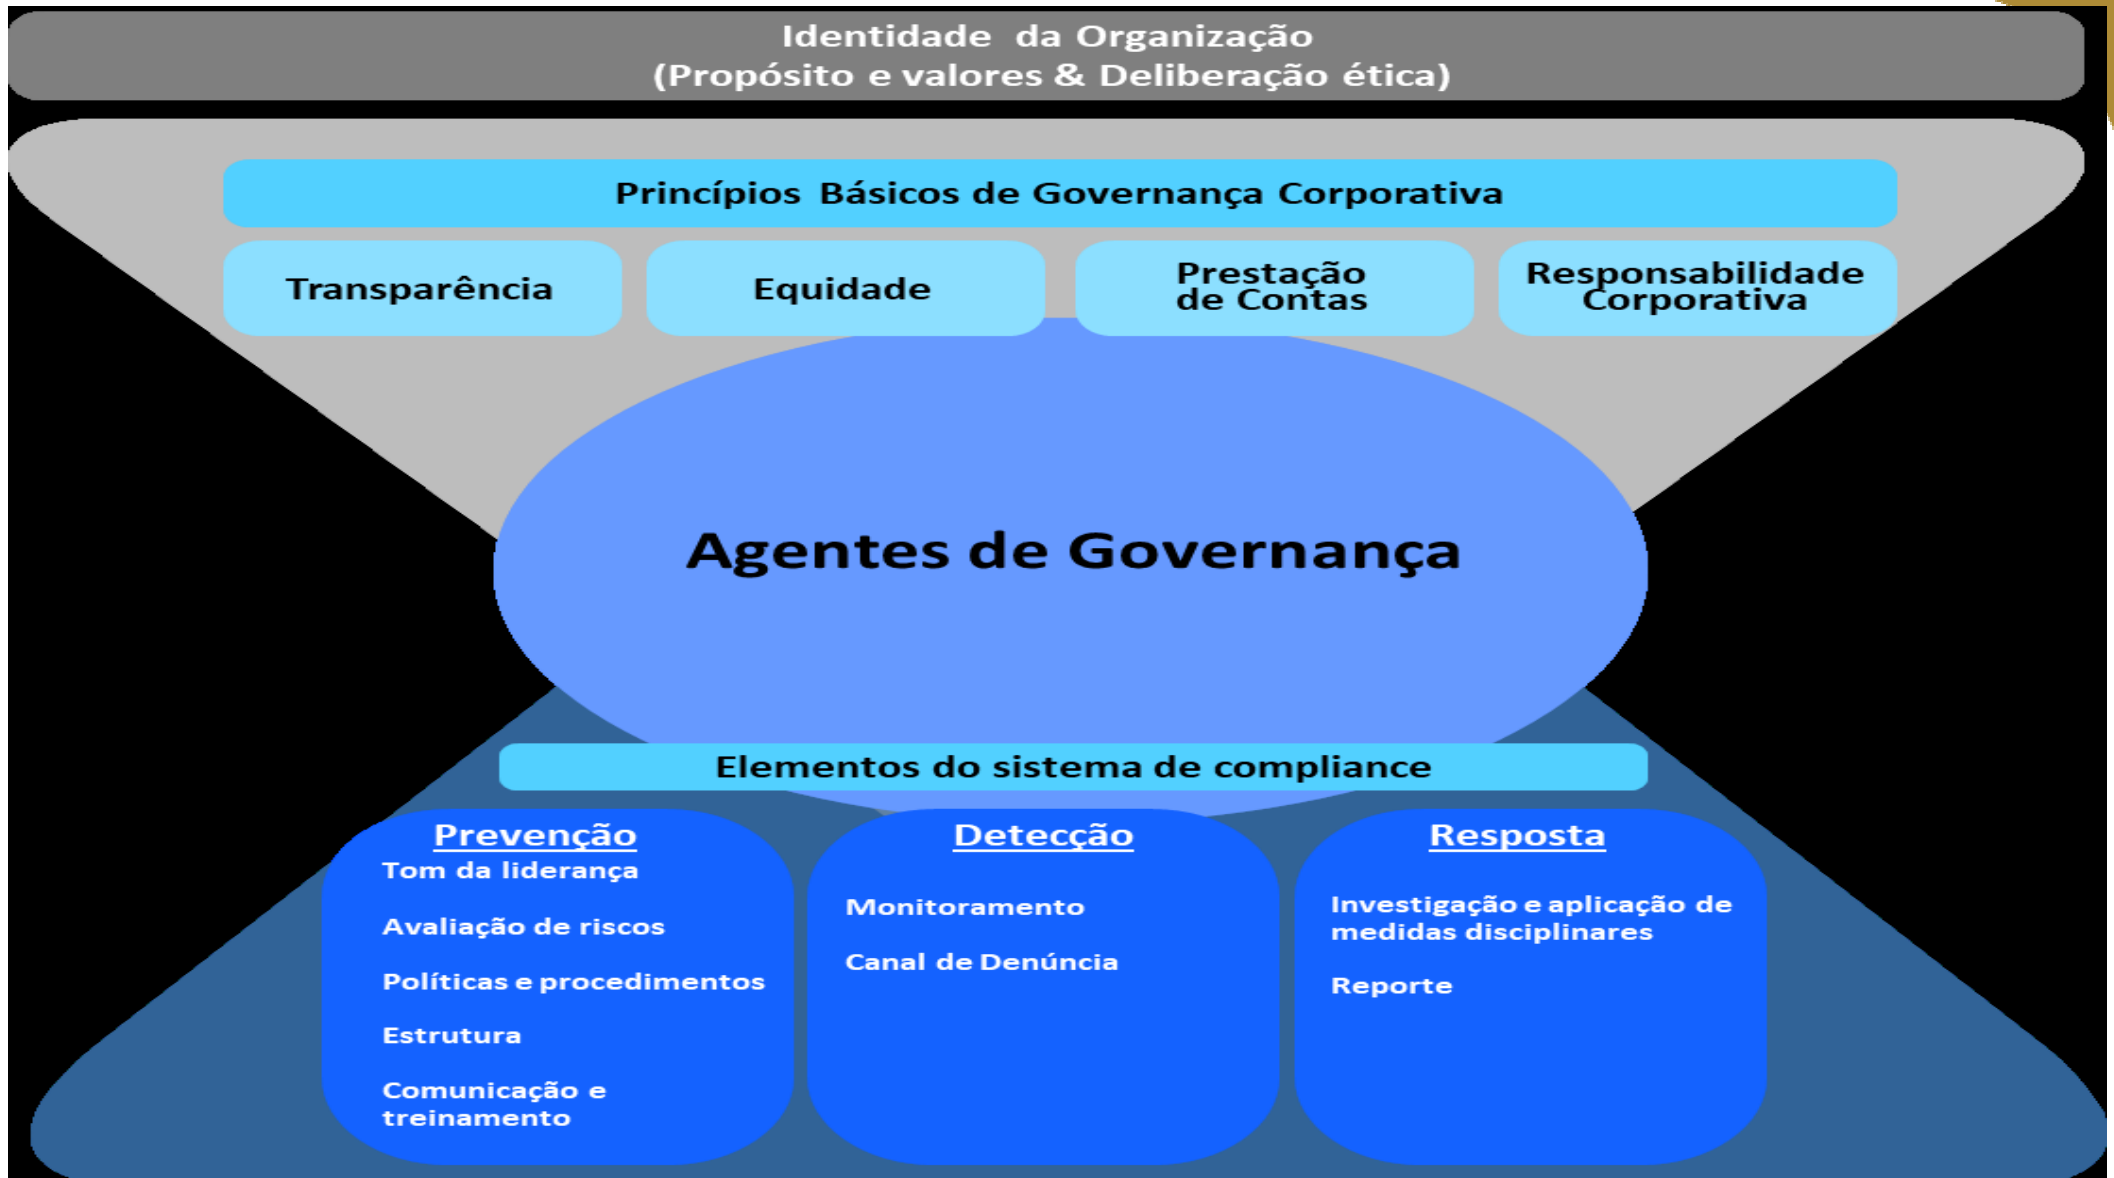 Identidade da Organização
(Propósito e valores & Deliberação ética)
Princípios Básicos de Governança Corporativa
Transparência
Equidade
Prestação
de Contas
Responsabilidade
Corporativa
Agentes de Governança
Elementos do sistema de compliance
Prevenção
Tom da liderança
Avaliação de riscos
Políticas e procedimentos
Estrutura
Comunicação e
treinamento
Detecção
Monitoramento
Canal de Denúncia
Resposta
Investigação e aplicação de
medidas disciplinares
Reporte